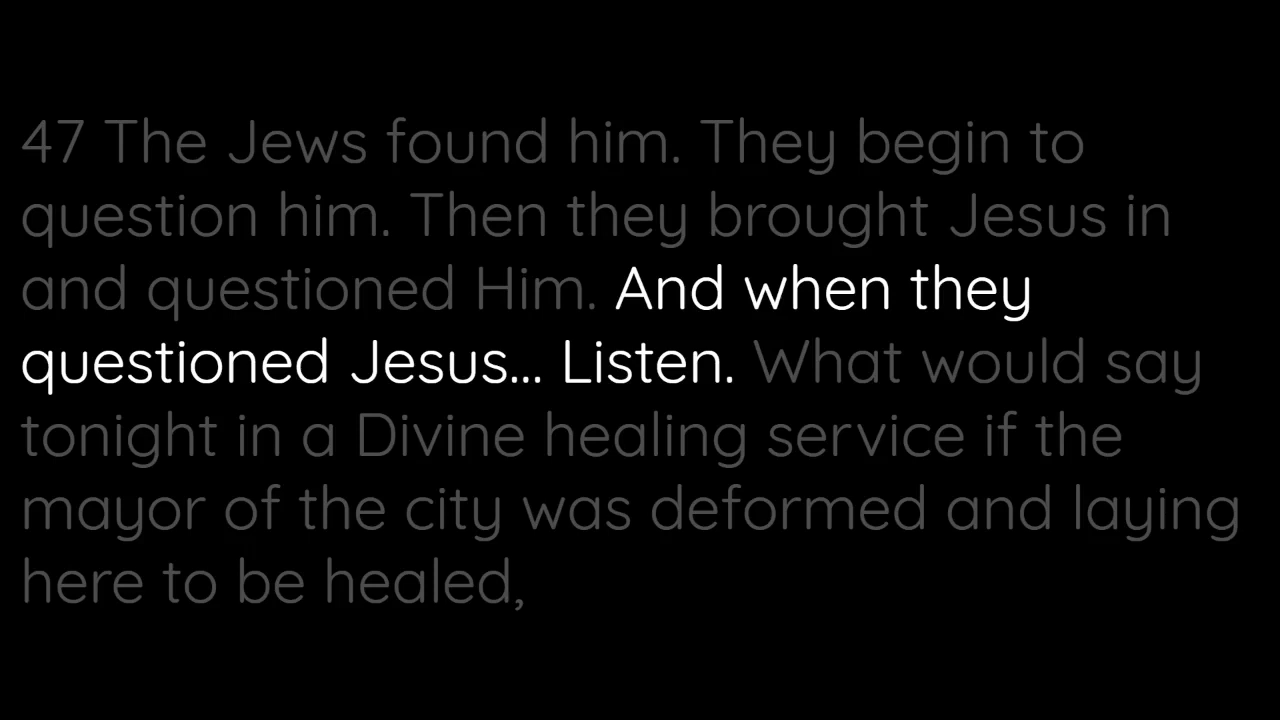 47 The Jews found him. They begin to
question him. Then they brought Jesus in
and questioned Him. And when they
questioned Jesus... Listen. What would say
tonight in a Divine healing service if the
mayor of the city was deformed and laying
here to be healed,